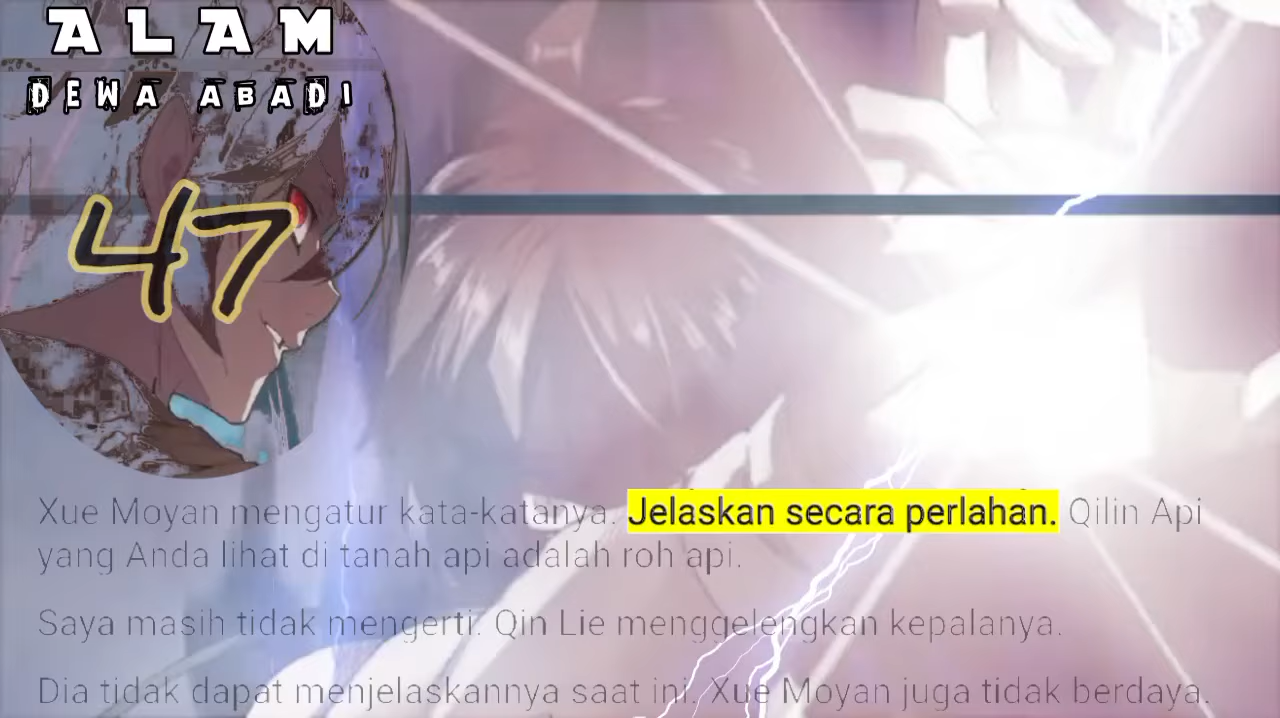 ALAM
DEWA ABADI
47
Xue Moyan mengatur kata-katanya. Jelaskan secara perlahan. Qilin Api
yang Anda lihat di tanah api adalah roh api.
Saya masih tidak mengerti. Qin Lie menggelengkan kepalanya.
Dia tidak dapat menjelaskannya saat ini. Xue Moyan juga tidak berdaya.